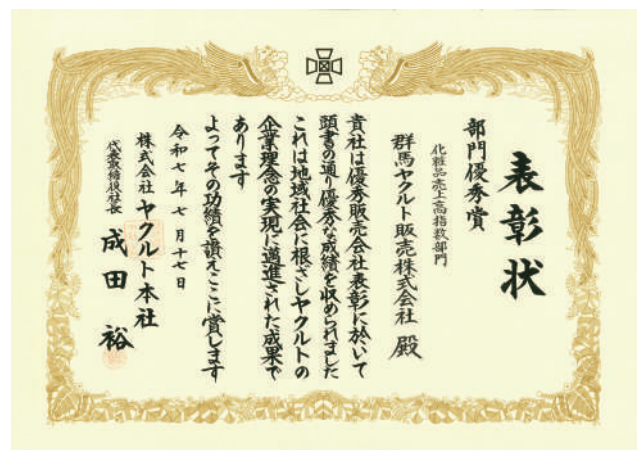 表彰状
部門優秀賞
化粧品売上高指数部門
群馬ヤクルト販売株式会社 殿
貴社は優秀販売会社表彰に於いて
頭書の通り優秀な成績を収められました
これは地域社会に根ざしヤクルトの
企業理念の実現に邁進された成果で
あります
よってその功績を讃えここに賞します
令和七年七月十七日
株式会社ヤクルト本社
代表取締役社長 成田裕